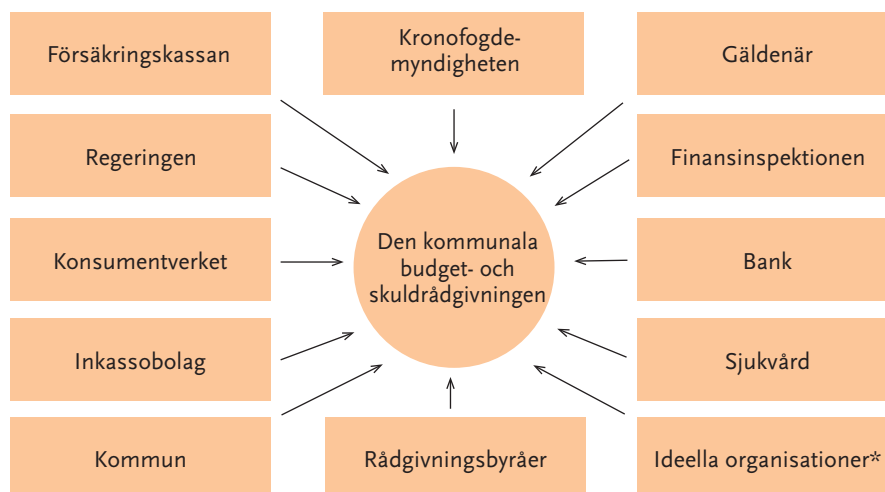 Försäkringskassan
Kronofogde-
myndigheten
Gäldenär
Regeringen
Finansinspektionen
Konsumentverket
Den kommunala
budget- och
skuldrådgivningen
Bank
Inkassobolag
Sjukvård
Kommun
Rådgivningsbyråer
Ideella organisationer*